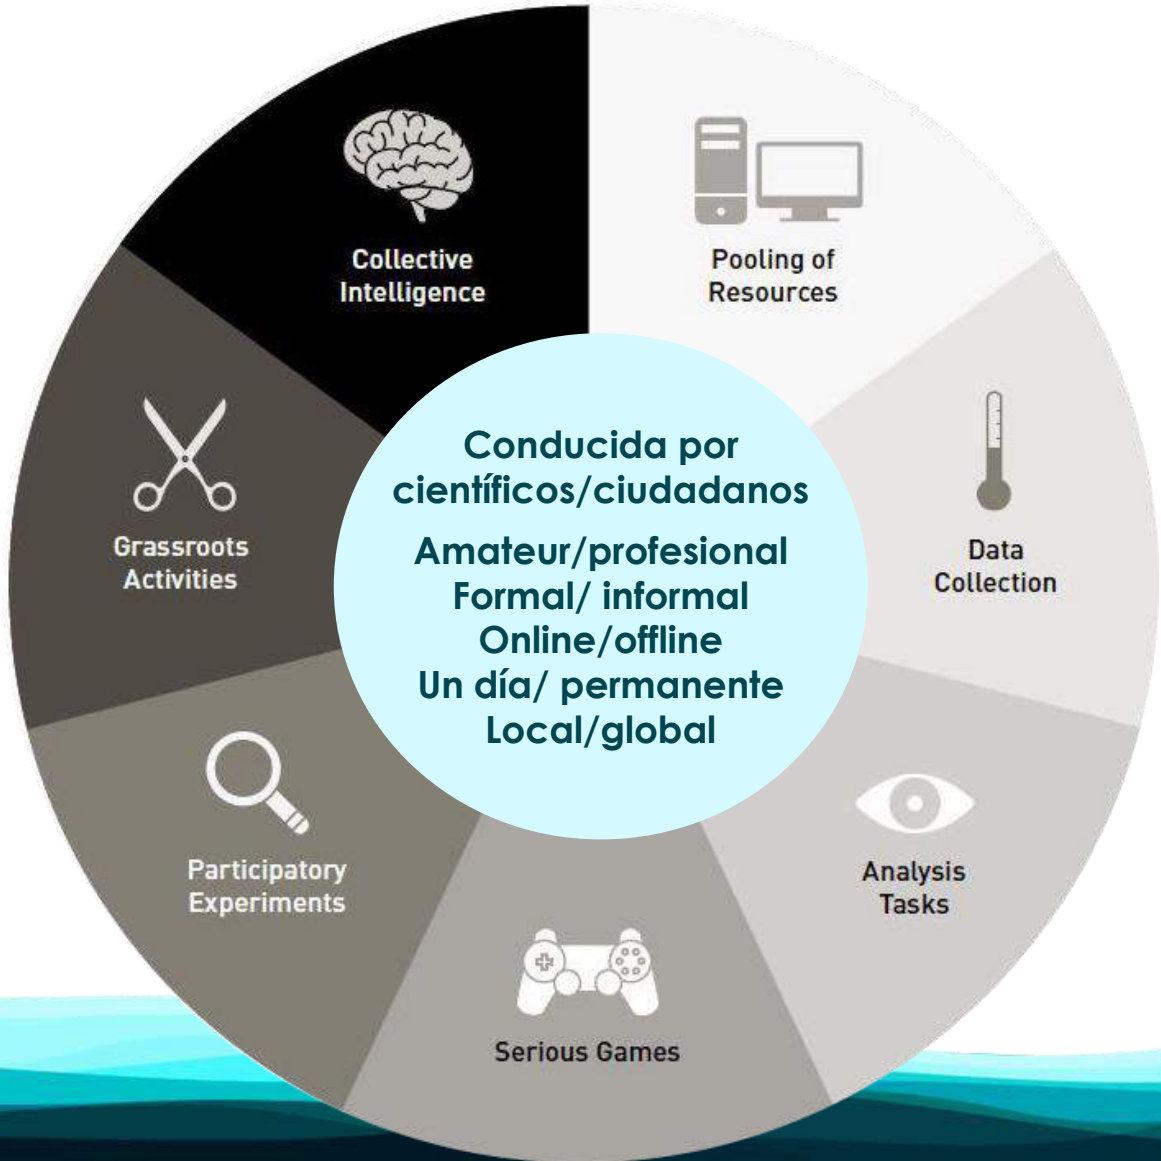 Collective
Intelligence
Pooling of
Resources
Conducida por
científicos/ciudadanos
Amateur/profesional
Formal/ informal
Online/offline
Un día/ permanente
Local/global
Grassroots
Activities
Data
Collection
Participatory
Experiments
Analysis
Tasks
Serious Games